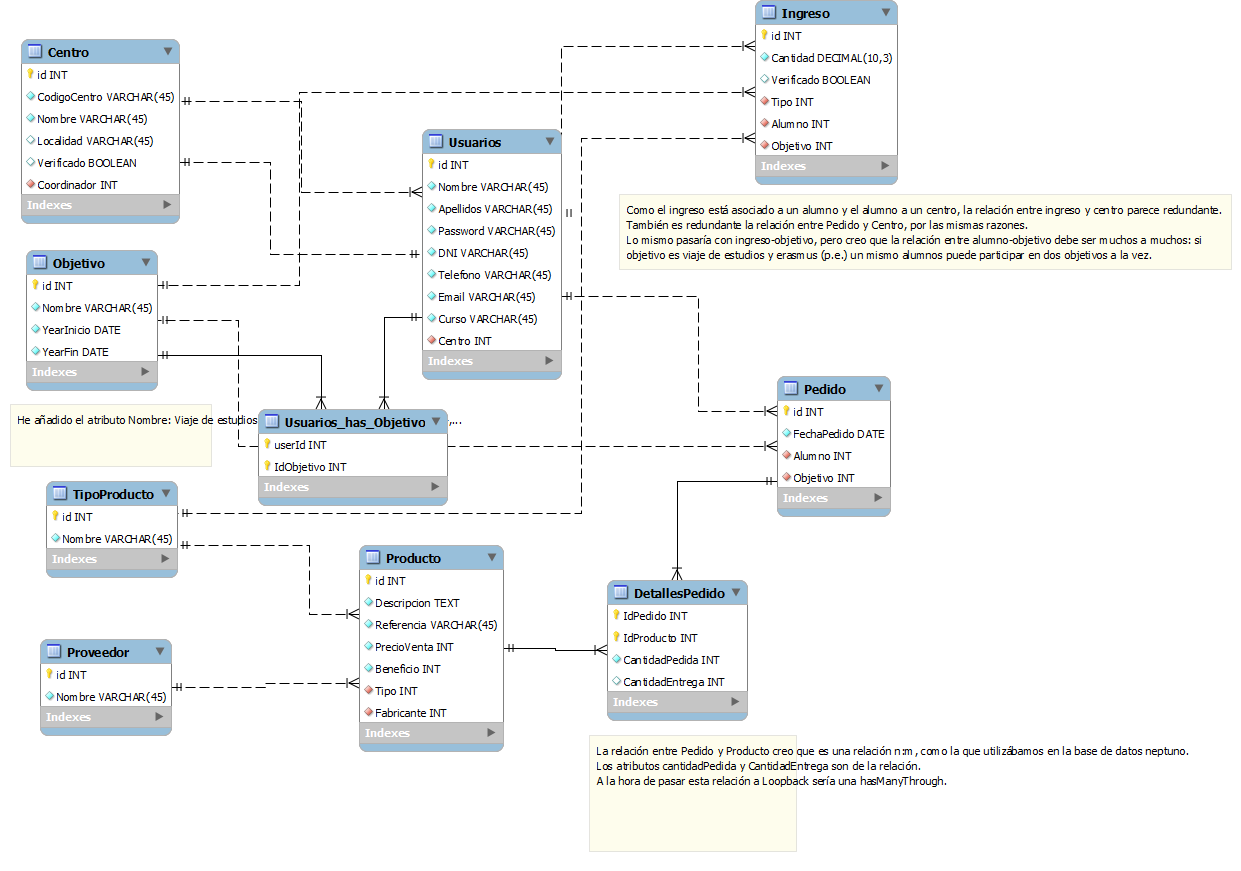 Centro
id INT
CodigoCentro VARCHAR(45)
Nombre VARCHAR(45)
Localidad VARCHAR(45)
Verificado BOOLEAN
Coordinador INT
Indexes
Objetivo
id INT
Nombre VARCHAR(45)
YearInicio DATE
YearFin DATE
Indexes
Usuarios
id INT
Nombre VARCHAR(45)
Apellidos VARCHAR(45)
Password VARCHAR(45)
DNI VARCHAR(45)
Telefono VARCHAR(45)
Email VARCHAR(45)
Curso VARCHAR(45)
Centro INT
Indexes
Ingreso
id INT
Cantidad DECIMAL(10,3)
Verificado BOOLEAN
Tipo INT
Alumno INT
Objetivo INT
Indexes
Como el ingreso está asociado a un alumno y el alumno a un centro, la relación entre ingreso y centro parece redundante.
También es redundante la relación entre Pedido y Centro, por las mismas razones.
Lo mismo pasaría con ingreso-objetivo, pero creo que la relación entre alumno-objetivo debe ser muchos a muchos: si
objetivo es viaje de estudios y erasmus (p.e.) un mismo alumnos puede participar en dos objetivos a la vez.
He añadido el atributo Nombre: Viaje de estudios ,...
Usuarios_has_Objetivo
userId INT
IdObjetivo INT
Indexes
Pedido
id INT
FechaPedido DATE
Alumno INT
Objetivo INT
Indexes
TipoProducto
id INT
Nombre VARCHAR(45)
Indexes
Proveedor
id INT
Nombre VARCHAR(45)
Indexes
Producto
id INT
Descripcion TEXT
Referencia VARCHAR(45)
PrecioVenta INT
Beneficio INT
Tipo INT
Fabricante INT
Indexes
DetallesPedido
IdPedido INT
IdProducto INT
CantidadPedida INT
CantidadEntrega INT
Indexes
La relación entre Pedido y Producto creo que es una relación n:m, como la que utilizábamos en la base de datos neptuno.
Los atributos cantidadPedida y CantidadEntrega son de la relación.
A la hora de pasar esta relación a Loopback sería una hasManyThrough.